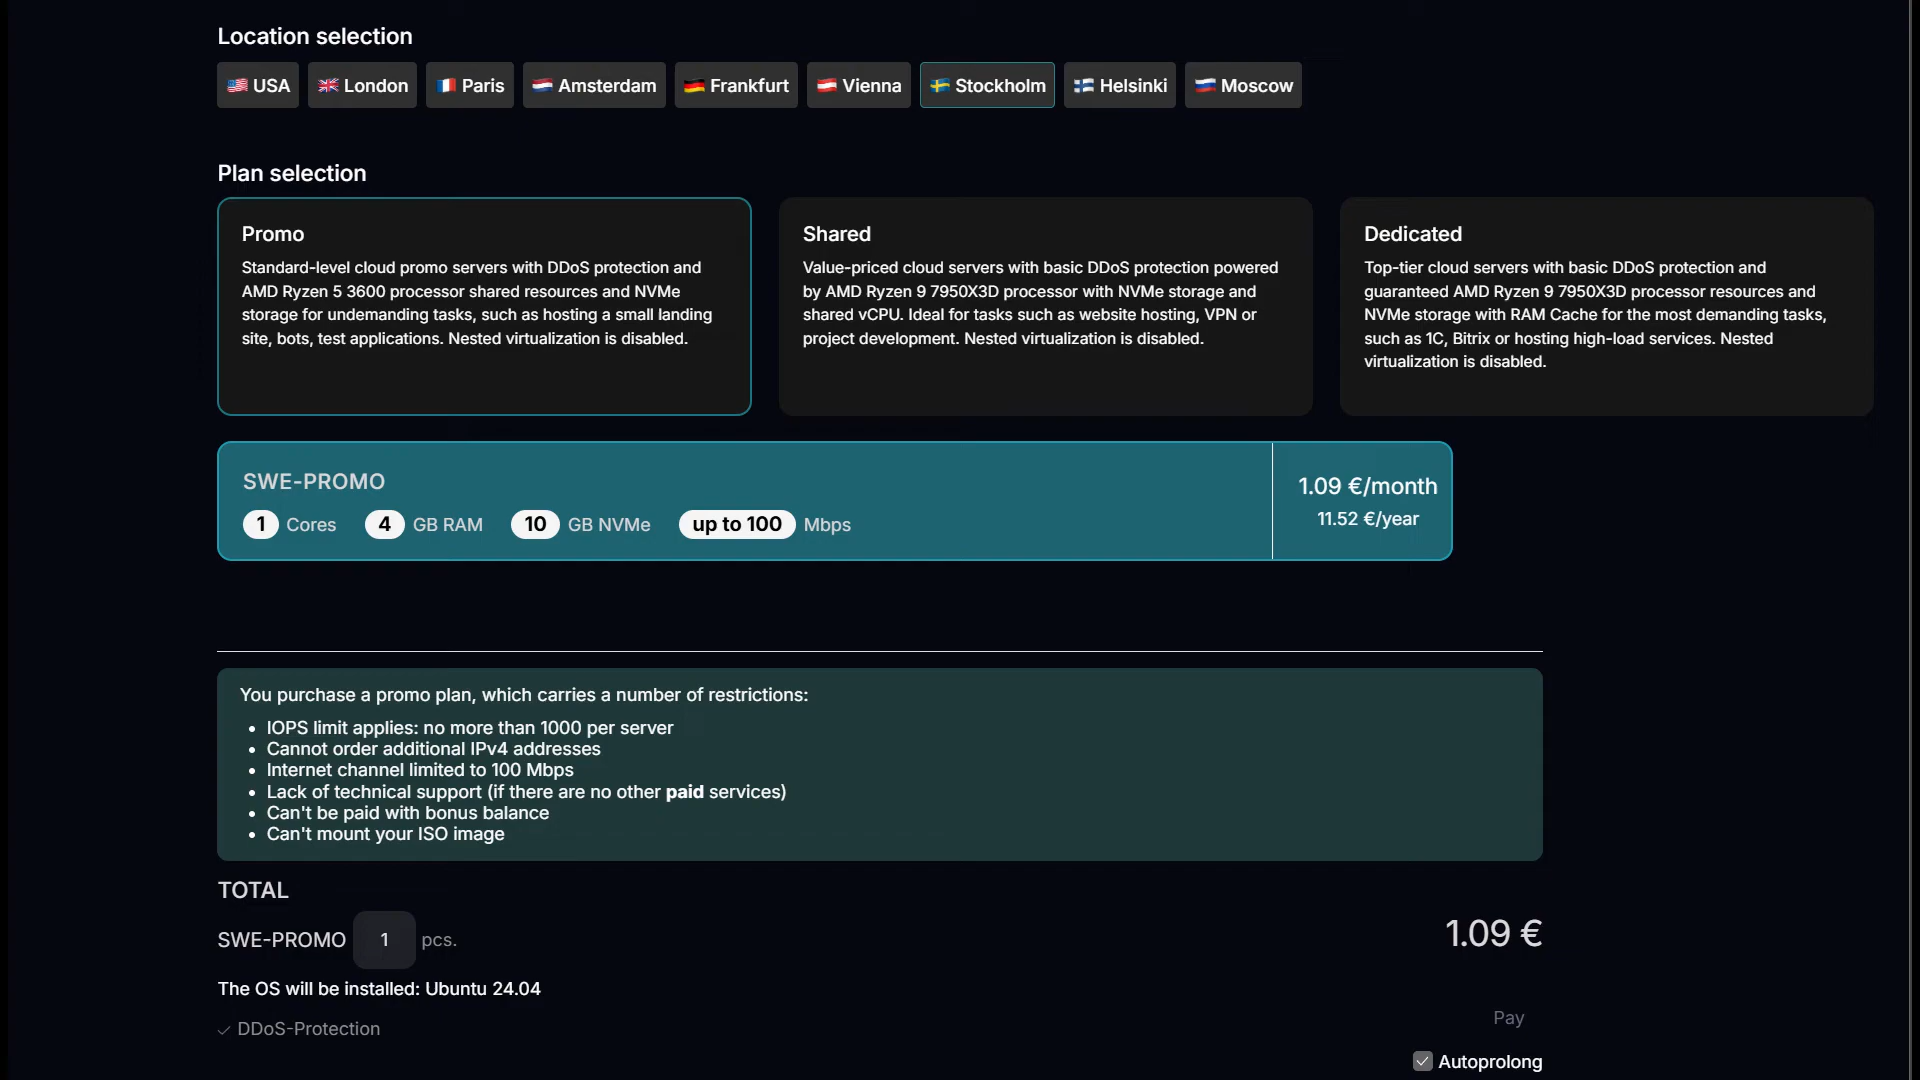 Location selection
USA London Paris Amsterdam Frankfurt Vienna Stockholm Helsinki Moscow
Plan selection
Promo
Standard-level cloud promo servers with DDoS protection and
AMD Ryzen 5 3600 processor shared resources and NVMe
storage for undemanding tasks, such as hosting a small landing
site, bots, test applications. Nested virtualization is disabled.
Shared
Value-priced cloud servers with basic DDoS protection powered
by AMD Ryzen 9 7950X3D processor with NVMe storage and
shared vCPU. Ideal for tasks such as website hosting, VPN or
project development. Nested virtualization is disabled.
Dedicated
Top-tier cloud servers with basic DDoS protection and
guaranteed AMD Ryzen 9 7950X3D processor resources and
NVMe storage with RAM Cache for the most demanding tasks,
such as 1C, Bitrix or hosting high-load services. Nested
virtualization is disabled.
SWE-PROMO
1 Cores 4 GB RAM 10 GB NVMe up to 100 Mbps
1.09 €/month
11.52 €/year
You purchase a promo plan, which carries a number of restrictions:
• IOPS limit applies: no more than 1000 per server
• Cannot order additional IPv4 addresses
• Internet channel limited to 100 Mbps
• Lack of technical support (if there are no other paid services)
• Can't be paid with bonus balance
• Can't mount your ISO image
TOTAL
SWE-PROMO 1 pcs.
1.09 €
The OS will be installed: Ubuntu 24.04
DDoS-Protection
Pay
Autoprolong